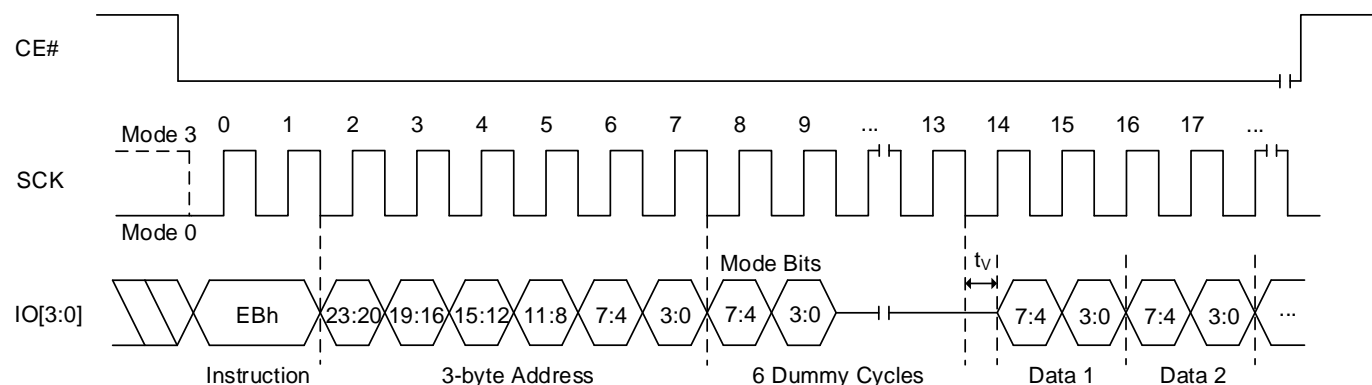 CE#
0 1 2 3 4 5 6 7 8 9 ... 13 14 15 16 17 ...
Mode 3
SCK
Mode 0
Mode Bits
tV
IO[3:0]
EBh 23:20 19:16 15:12 11:8 7:4 3:0 7:4 3:0 7:4 3:0 7:4 3:0 ...
Instruction 3-byte Address 6 Dummy Cycles Data 1 Data 2